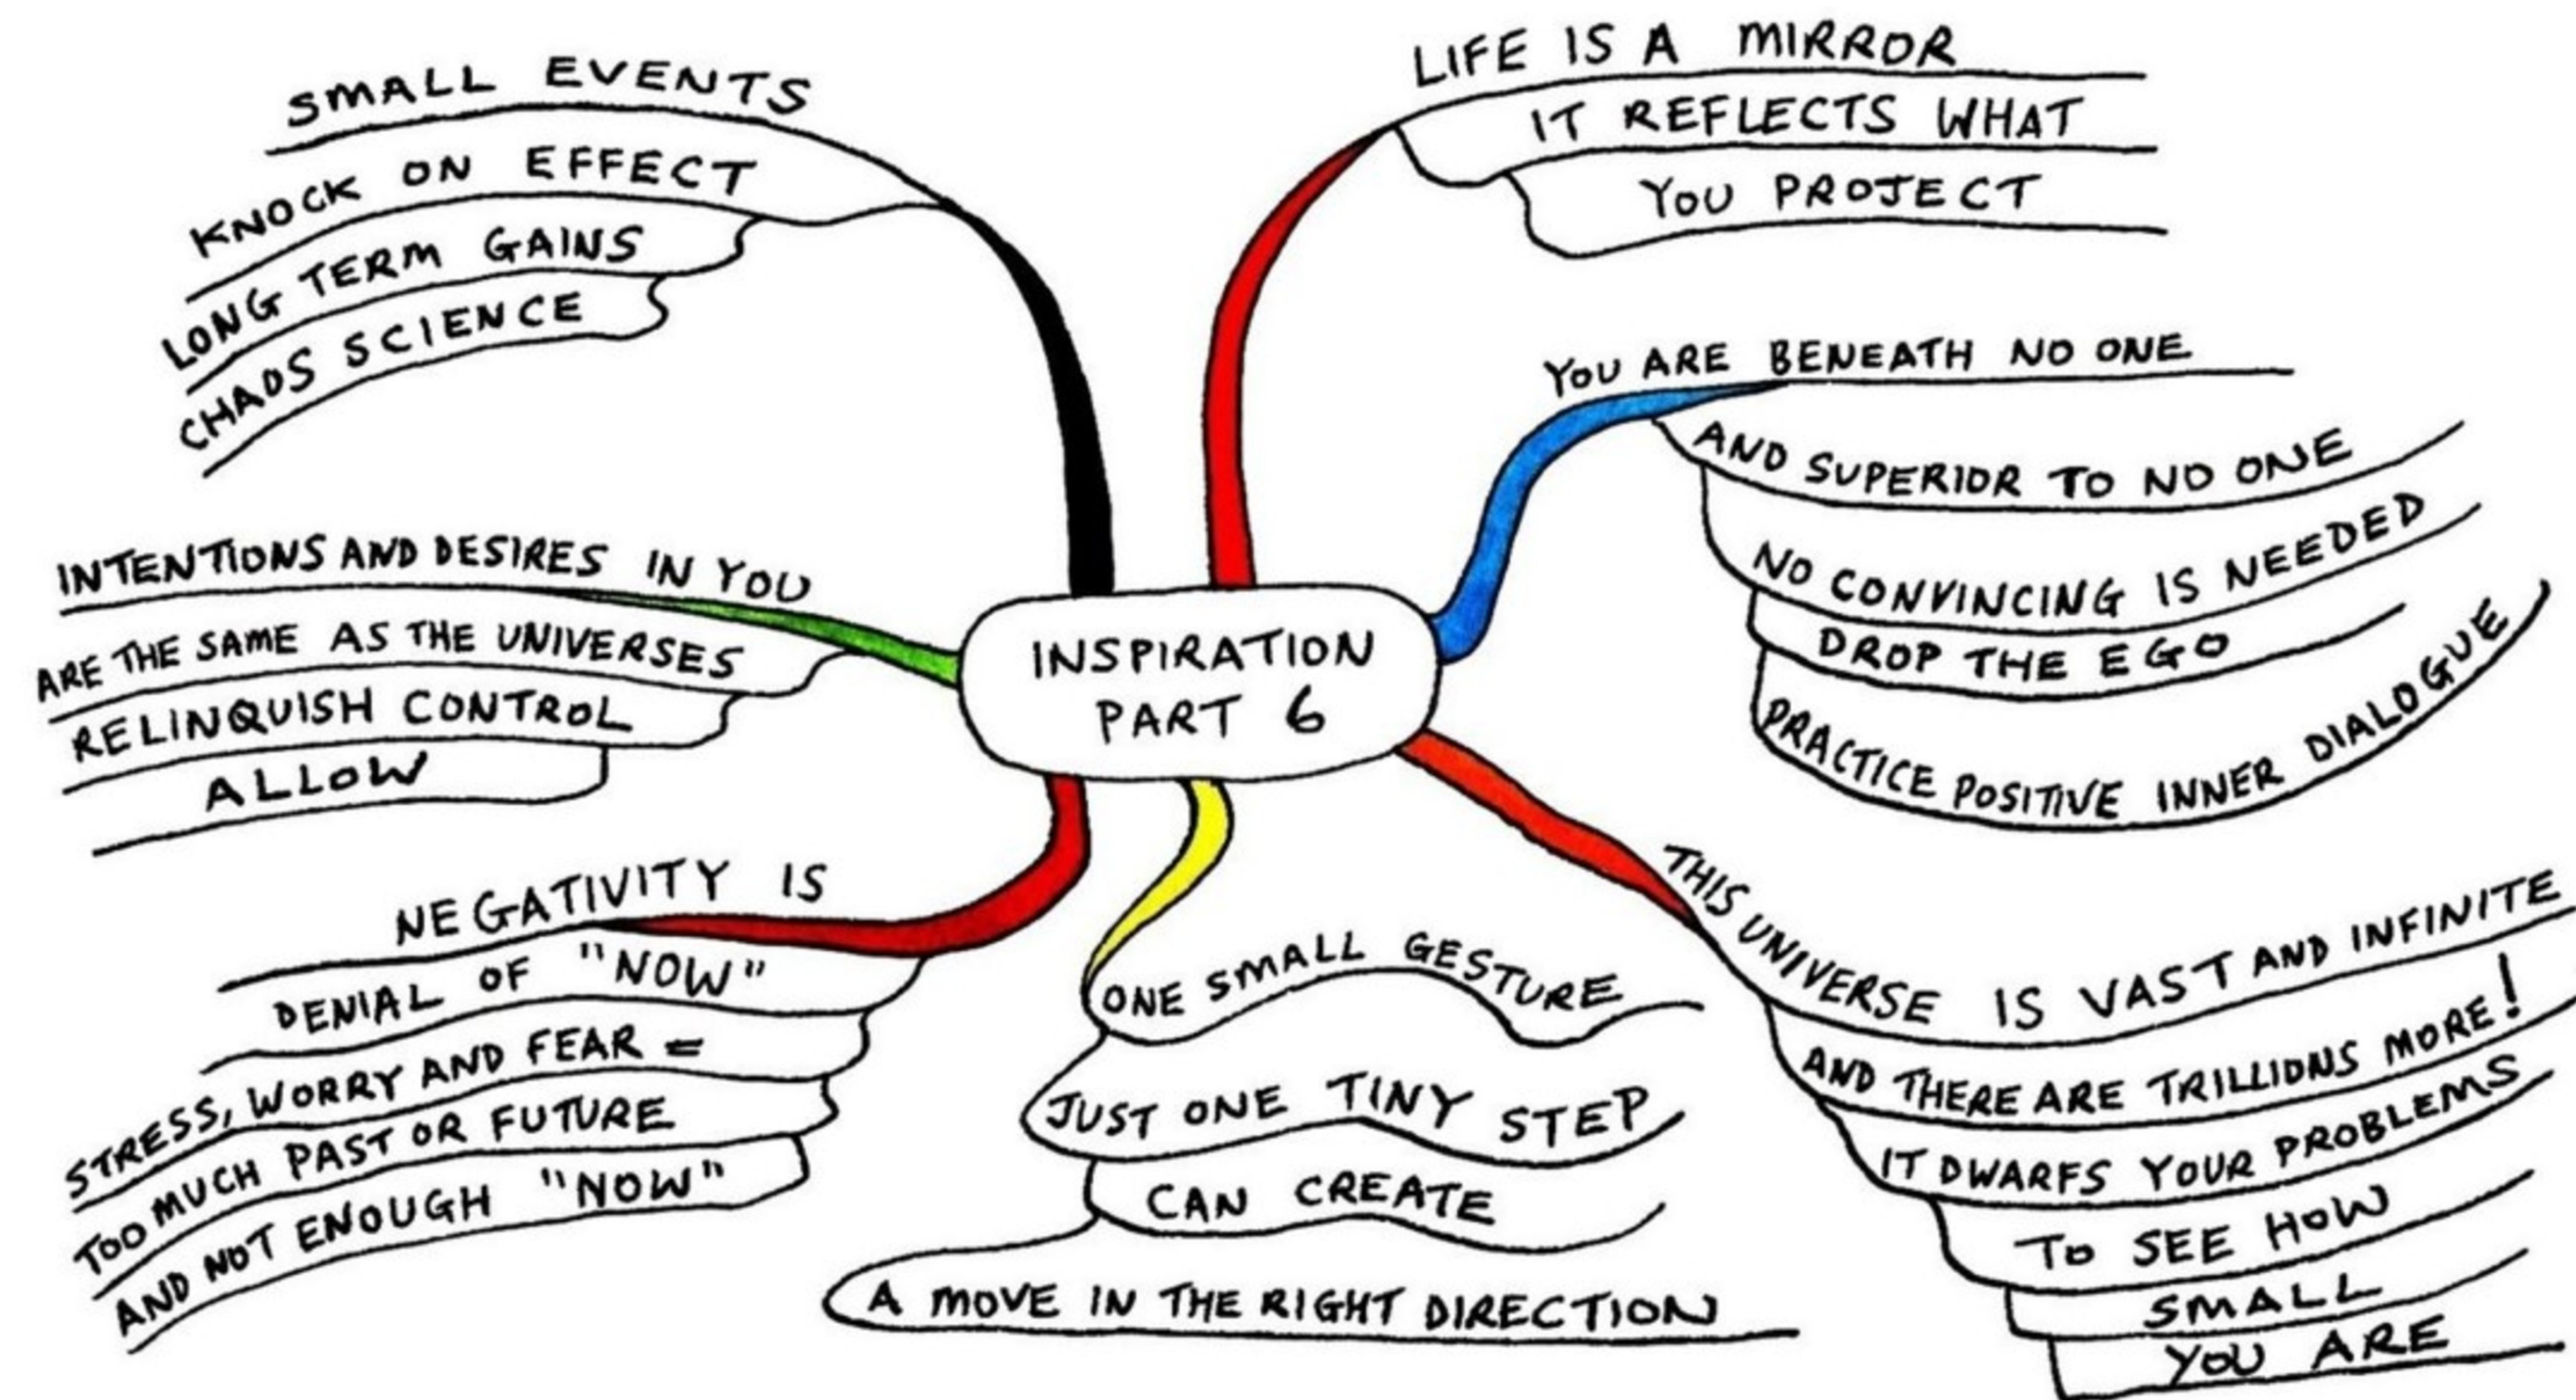 INSPIRATION
PART 6
LIFE IS A MIRROR
IT REFLECTS WHAT
YOU PROJECT
YOU ARE BENEATH NO ONE
AND SUPERIOR TO NO ONE
NO CONVINCING IS NEEDED
DROP THE EGO
PRACTICE POSITIVE INNER DIALOGUE
THIS UNIVERSE IS VAST AND INFINITE
AND THERE ARE TRILLIONS MORE!
IT DWARFS YOUR PROBLEMS
TO SEE HOW
SMALL
YOU ARE
ONE SMALL GESTURE
JUST ONE TINY STEP
CAN CREATE
A MOVE IN THE RIGHT DIRECTION
NEGATIVITY IS
DENIAL OF "NOW"
STRESS, WORRY AND FEAR =
TOO MUCH PAST OR FUTURE
AND NOT ENOUGH "NOW"
INTENTIONS AND DESIRES IN YOU
ARE THE SAME AS THE UNIVERSES
RELINQUISH CONTROL
ALLOW
SMALL EVENTS
KNOCK ON EFFECT
LONG TERM GAINS
CHAOS SCIENCE